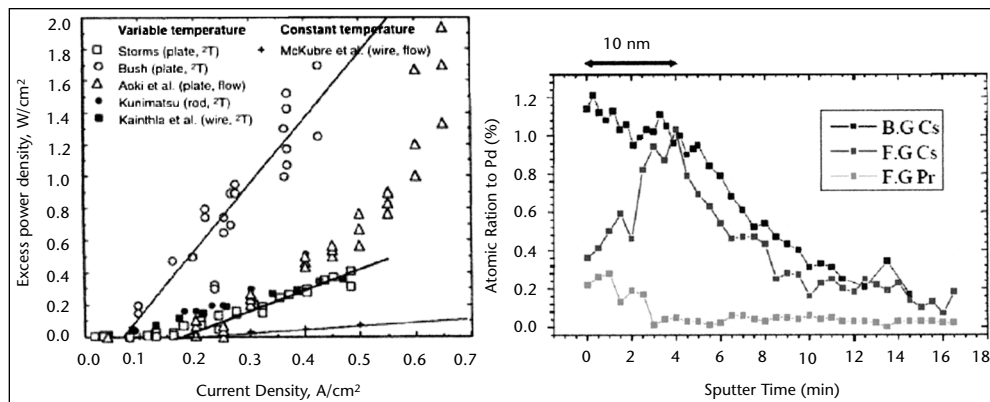 2.0
1.8
1.6
1.4
1.2
1.0
0.8
0.6
0.4
0.2
0.0
Excess power density, W/cm²
Variable temperature
Storms (plate, ²T)
Bush (plate, ²T)
Aoki et al. (plate, flow)
Kunimatsu (rod, ²T)
Kainthla et al. (wire, ²T)
Constant temperature
McKubre et al. (wire, flow)
0.0 0.1 0.2 0.3 0.4 0.5 0.6 0.7
Current Density, A/cm²
10 nm
1.2
1.0
0.8
0.6
0.4
0.2
0.0
Atomic Ration to Pd (%)
B.G Cs
F.G Cs
F.G Pr
0 2 4 6 8 10 12 14 16 18
Sputter Time (min)